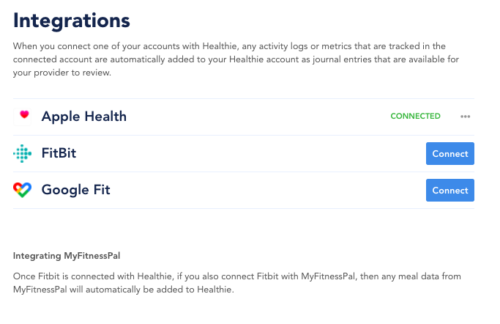 Integrations
When you connect one of your accounts with Healthie, any activity logs or metrics that are tracked in the
connected account are automatically added to your Healthie account as journal entries that are available for
your provider to review.
Apple Health CONNECTED
FitBit Connect
Google Fit Connect
Integrating MyFitnessPal
Once Fitbit is connected with Healthie, if you also connect Fitbit with MyFitnessPal, then any meal data from
MyFitnessPal will automatically be added to Healthie.